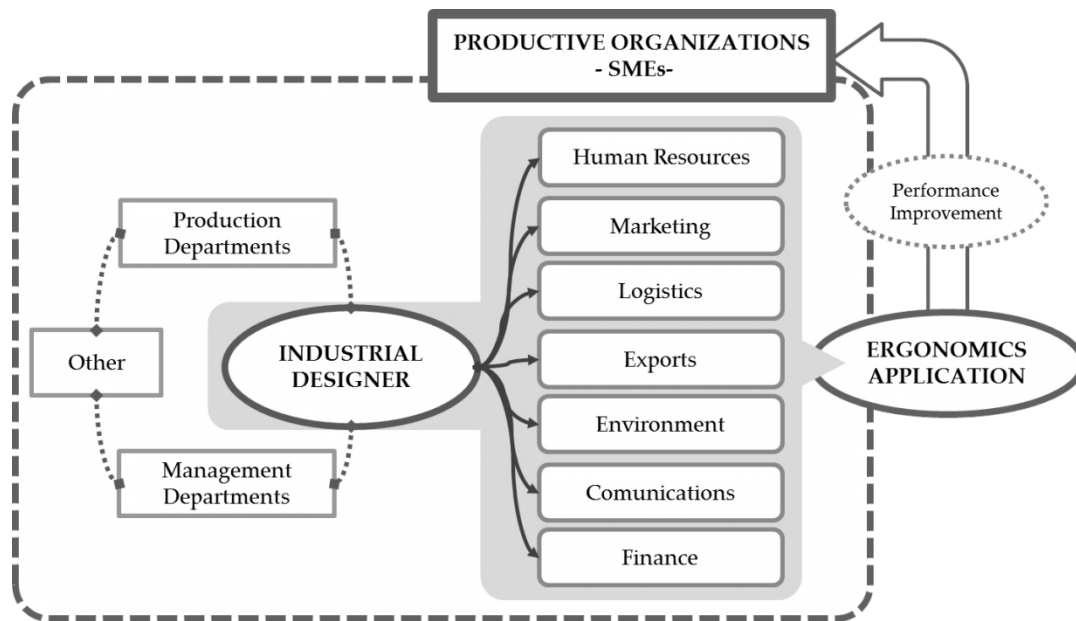 PRODUCTIVE ORGANIZATIONS
- SMEs-
Human Resources
Performance
Improvement
Production
Departments
Marketing
Logistics
Other
INDUSTRIAL
DESIGNER
Exports
ERGONOMICS
APPLICATION
Environment
Management
Departments
Comunications
Finance